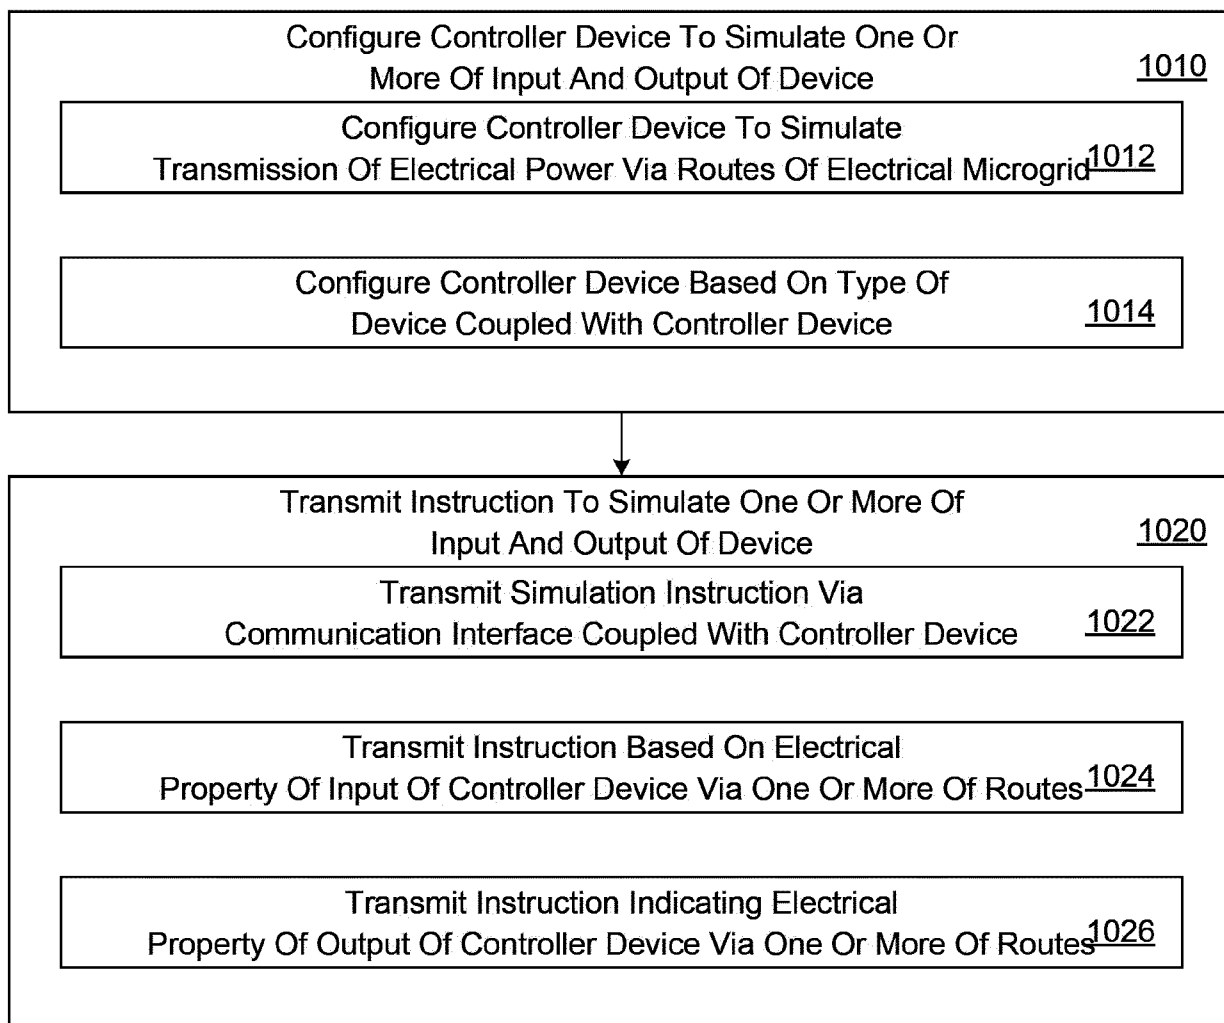 Configure Controller Device To Simulate One Or
More Of Input And Output Of Device
1010
Configure Controller Device To Simulate
Transmission Of Electrical Power Via Routes Of Electrical Microgrid
1012
Configure Controller Device Based On Type Of
Device Coupled With Controller Device
1014
Transmit Instruction To Simulate One Or More Of
Input And Output Of Device
1020
Transmit Simulation Instruction Via
Communication Interface Coupled With Controller Device
1022
Transmit Instruction Based On Electrical
Property Of Input Of Controller Device Via One Or More Of Routes
1024
Transmit Instruction Indicating Electrical
Property Of Output Of Controller Device Via One Or More Of Routes
1026